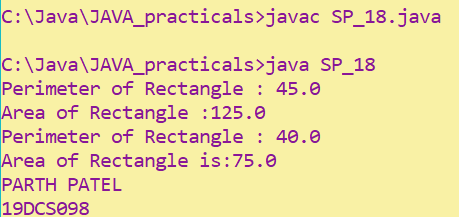 C:\Java\JAVA_practicals>javac SP_18.java
C:\Java\JAVA_practicals>java SP_18
Perimeter of Rectangle : 45.0
Area of Rectangle :125.0
Perimeter of Rectangle : 40.0
Area of Rectangle is:75.0
PARTH PATEL
19DCS098